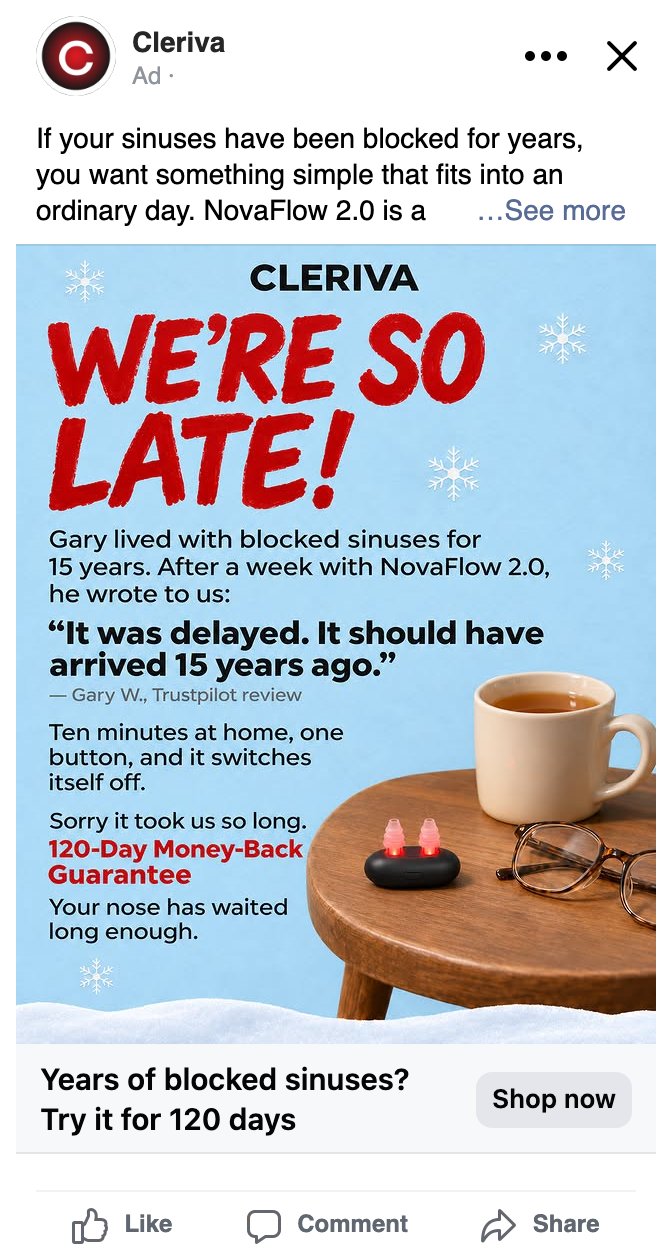 C
Cleriva
Ad ·
If your sinuses have been blocked for years,
you want something simple that fits into an
ordinary day. NovaFlow 2.0 is a ...See more
CLERIVA
WE'RE SO
LATE!
Gary lived with blocked sinuses for
15 years. After a week with NovaFlow 2.0,
he wrote to us:
“It was delayed. It should have
arrived 15 years ago.”
— Gary W., Trustpilot review
Ten minutes at home, one
button, and it switches
itself off.
Sorry it took us so long.
120-Day Money-Back
Guarantee
Your nose has waited
long enough.
Years of blocked sinuses?
Try it for 120 days
Shop now
Like
Comment
Share